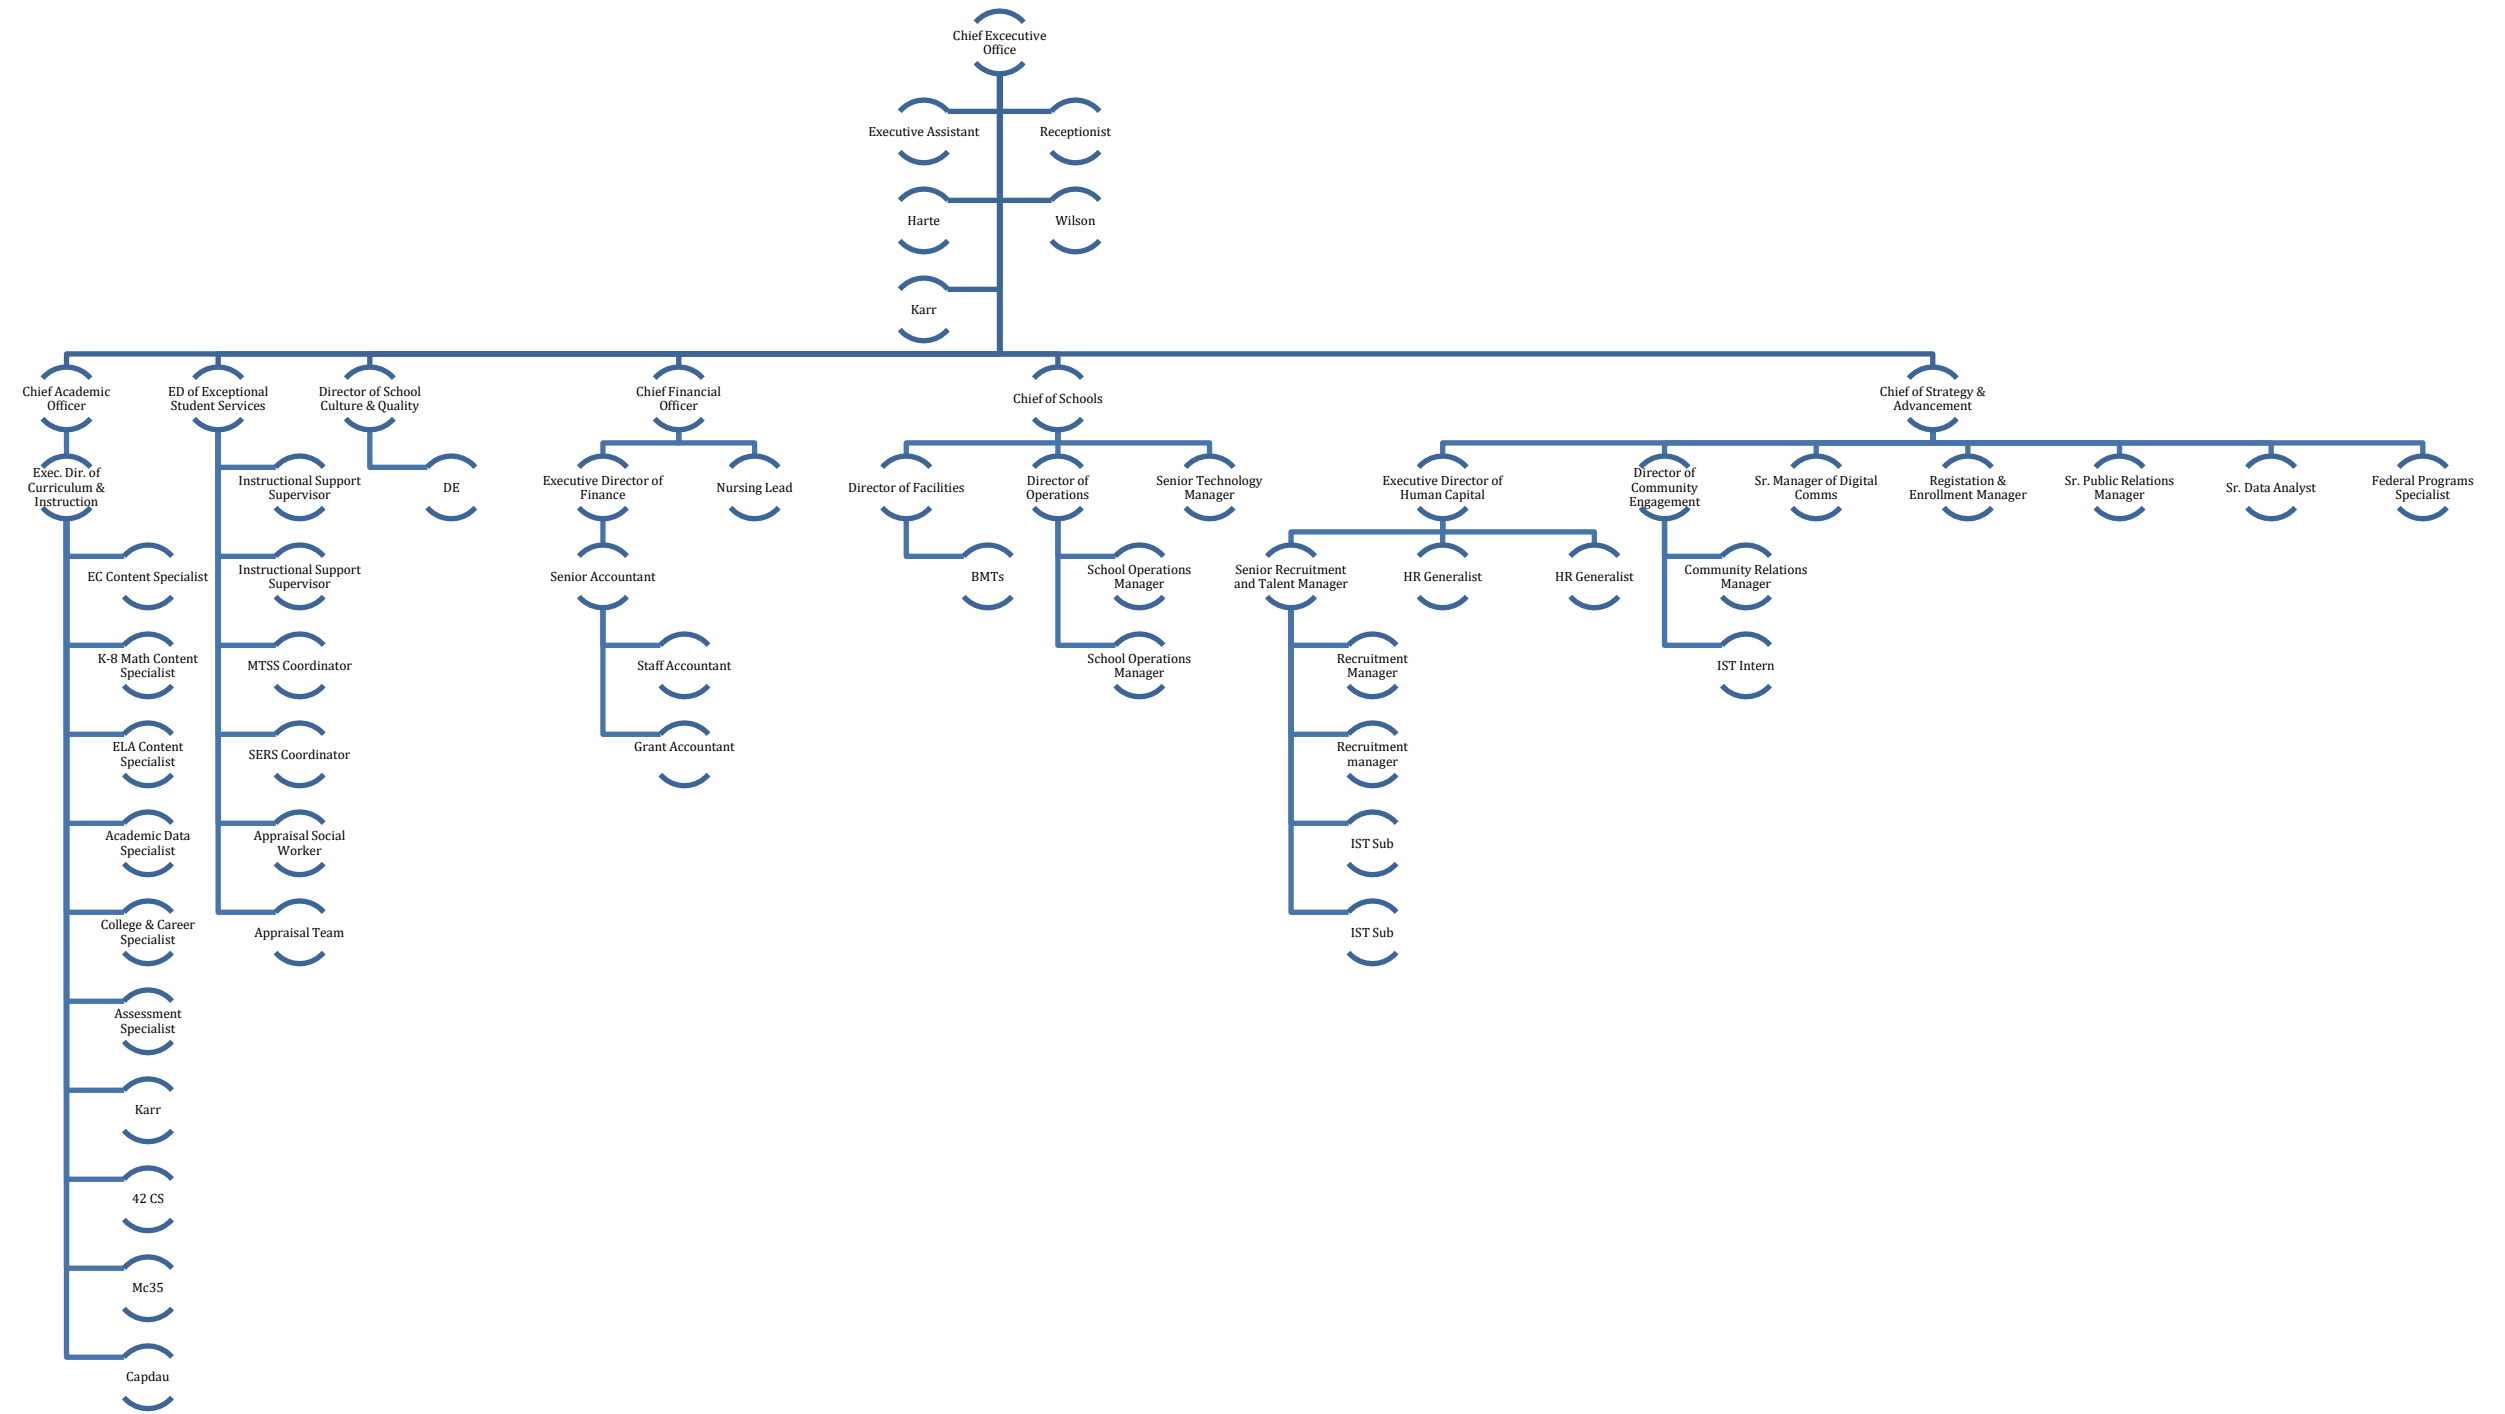 Chief Excecutive
Office
Executive Assistant
Receptionist
Harte
Wilson
Karr
Chief Academic
Officer
ED of Exceptional
Student Services
Director of School
Culture & Quality
Chief Financial
Officer
Chief of Schools
Chief of Strategy &
Advancement
Exec. Dir. of
Curriculum &
Instruction
Instructional Support
Supervisor
DE
Executive Director of
Finance
Nursing Lead
Director of Facilities
Director of
Operations
Senior Technology
Manager
Executive Director of
Human Capital
Director of
Community
Engagement
Sr. Manager of Digital
Comms
Registation &
Enrollment Manager
Sr. Public Relations
Manager
Sr. Data Analyst
Federal Programs
Specialist
EC Content Specialist
Instructional Support
Supervisor
Senior Accountant
BMTs
School Operations
Manager
Senior Recruitment
and Talent Manager
HR Generalist
HR Generalist
Community Relations
Manager
K-8 Math Content
Specialist
MTSS Coordinator
Staff Accountant
School Operations
Manager
Recruitment
Manager
IST Intern
ELA Content
Specialist
SERS Coordinator
Grant Accountant
Recruitment
manager
Academic Data
Specialist
Appraisal Social
Worker
IST Sub
College & Career
Specialist
Appraisal Team
IST Sub
Assessment
Specialist
Karr
42 CS
Mc35
Capdau